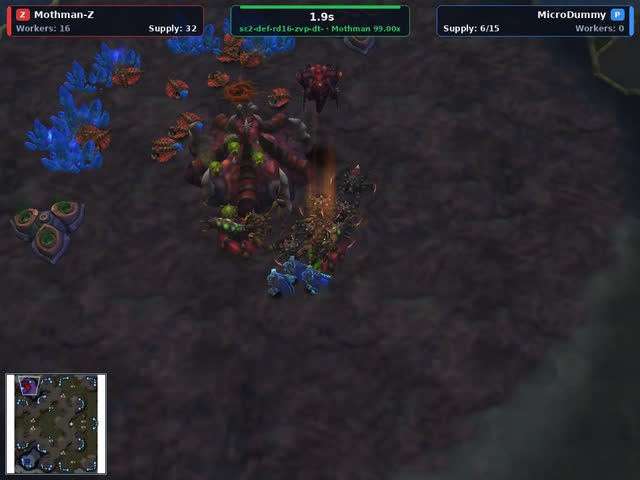 Z Mothman-Z
Workers: 16 Supply: 32
1.9s
sc2-def-rd16-zvp-dt- · Mothman 99.00x
MicroDummy P
Supply: 6/15 Workers: 0